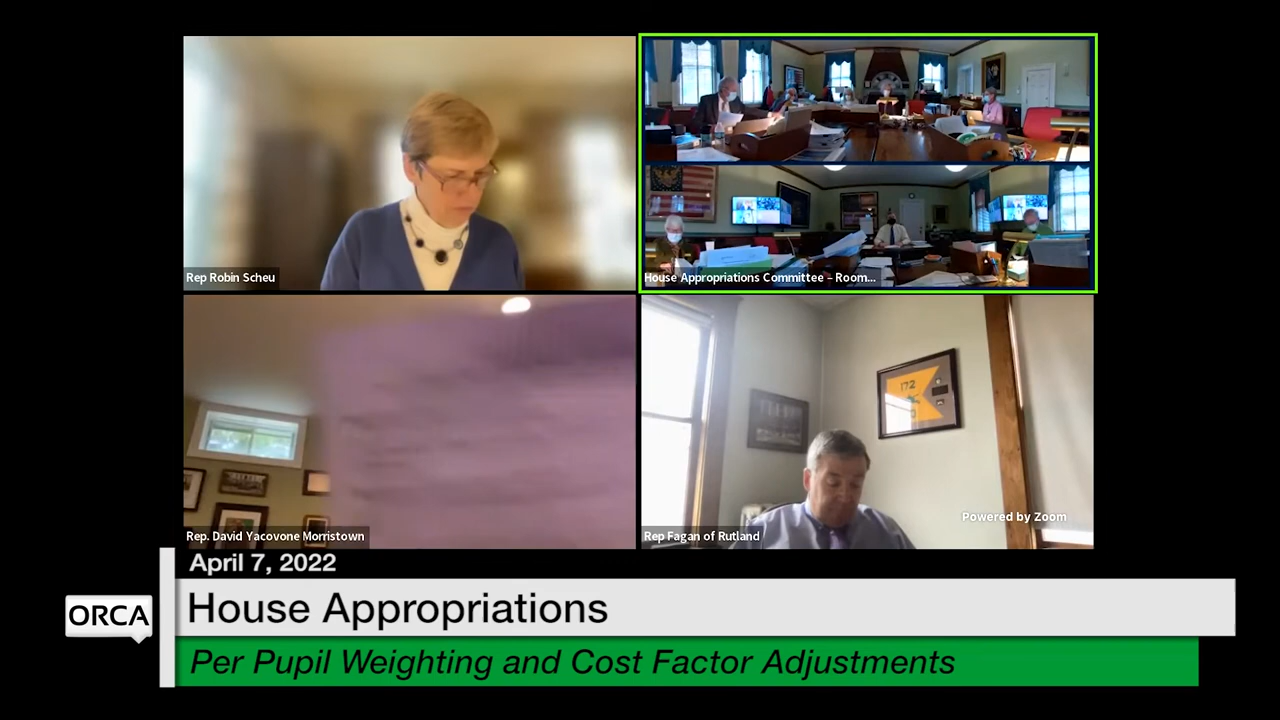 Rep Robin Scheu
House Appropriations Committee – Room...
172
Rep. David Yacovone Morristown
Rep Fagan of Rutland
Powered by Zoom
April 7, 2022
ORCA
House Appropriations
Per Pupil Weighting and Cost Factor Adjustments